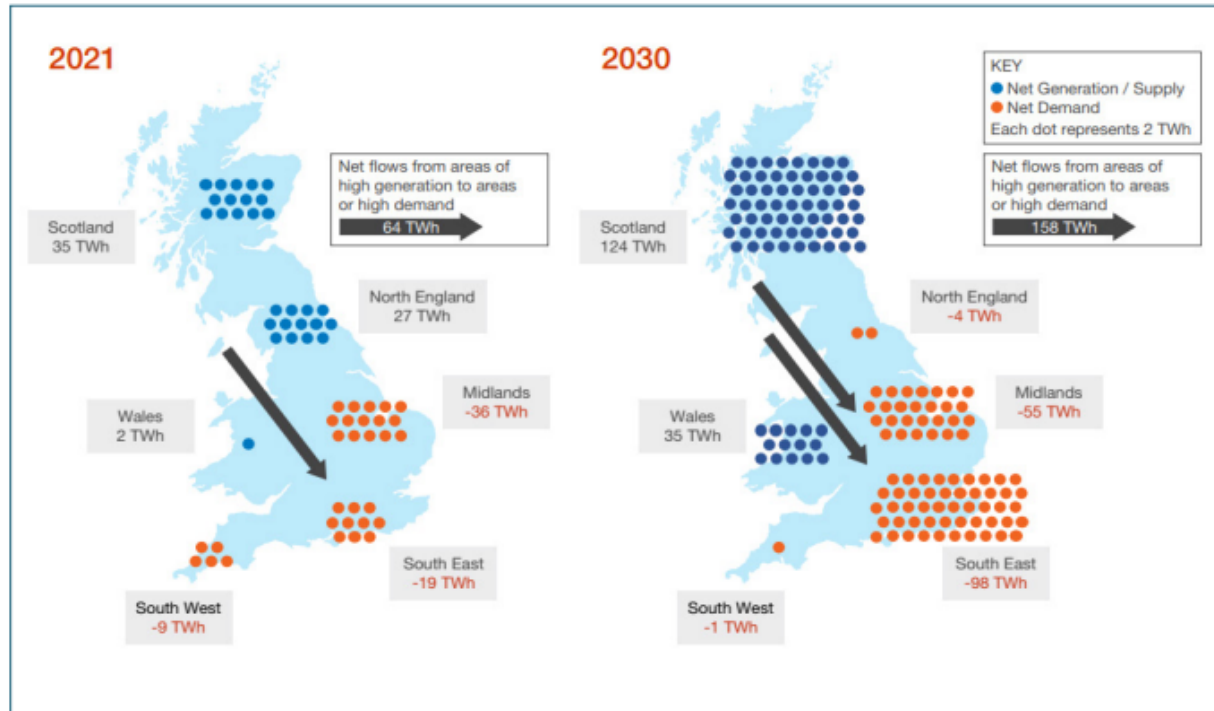 2021
Net flows from areas of
high generation to areas
or high demand
64 TWh
Scotland
35 TWh
North England
27 TWh
Midlands
-36 TWh
Wales
2 TWh
South East
-19 TWh
South West
-9 TWh
2030
KEY
Net Generation / Supply
Net Demand
Each dot represents 2 TWh
Net flows from areas of
high generation to areas
or high demand
158 TWh
Scotland
124 TWh
North England
-4 TWh
Midlands
-55 TWh
Wales
35 TWh
South East
-98 TWh
South West
-1 TWh